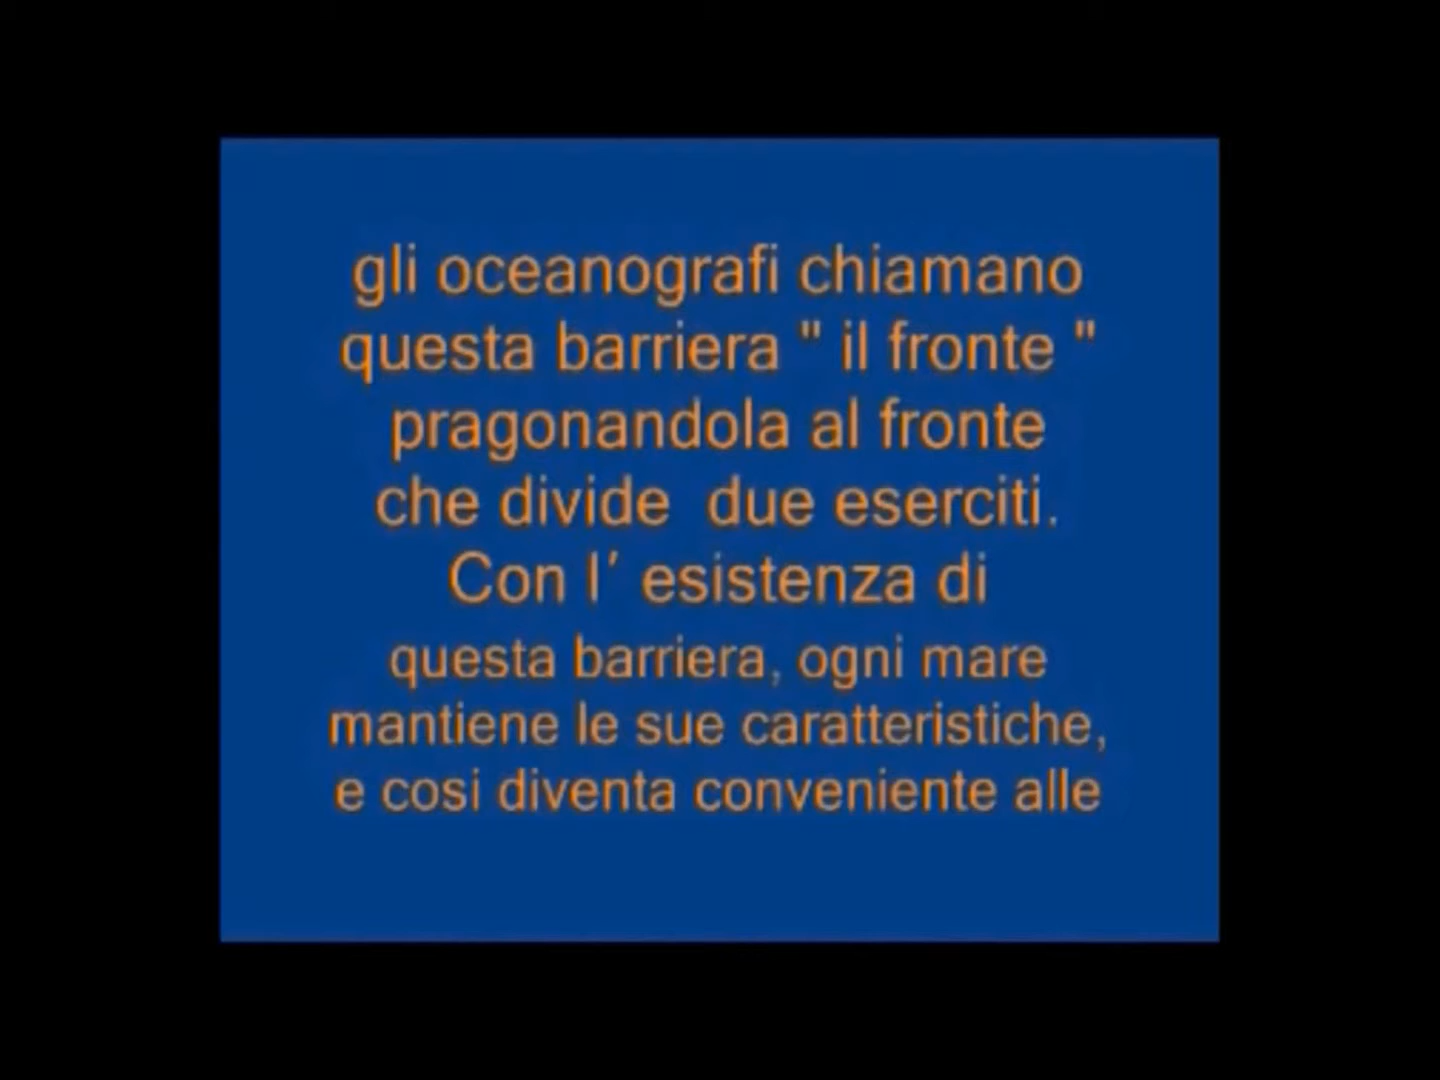 gli oceanografi chiamano
questa barriera " il fronte "
pragonandola al fronte
che divide  due eserciti.
Con l’ esistenza di
questa barriera, ogni mare
mantiene le sue caratteristiche,
e cosi diventa conveniente alle